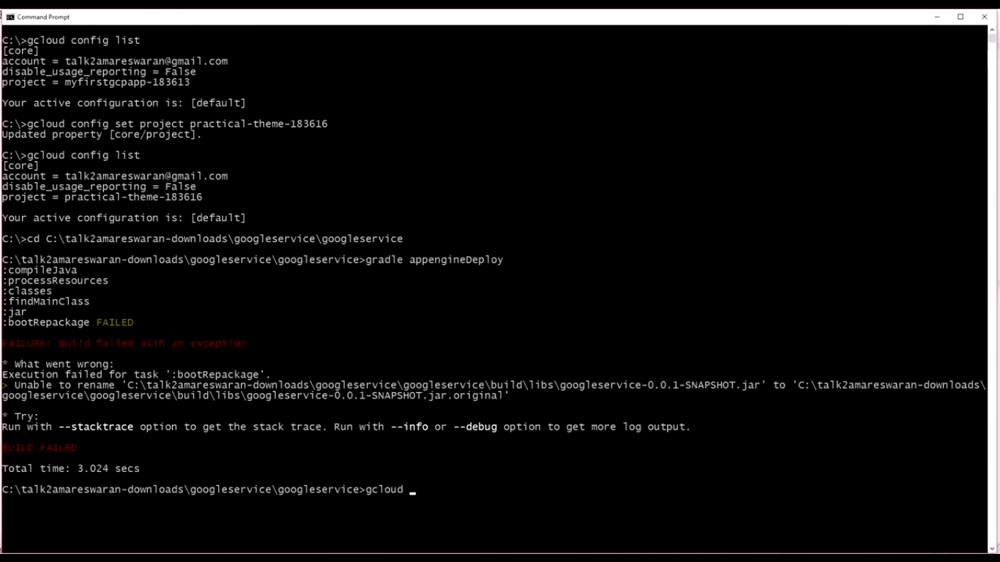 Command Prompt
C:\>gcloud config list
[core]
account = talk2amareswaran@gmail.com
disable_usage_reporting = False
project = myfirstgcpapp-183613
Your active configuration is: [default]
C:\>gcloud config set project practical-theme-183616
Updated property [core/project].
C:\>gcloud config list
[core]
account = talk2amareswaran@gmail.com
disable_usage_reporting = False
project = practical-theme-183616
Your active configuration is: [default]
C:\>cd C:\talk2amareswaran-downloads\googleservice\googleservice
C:\talk2amareswaran-downloads\googleservice\googleservice>gradle appengineDeploy
:compileJava
:processResources
:classes
:findMainClass
:jar
:bootRepackage FAILED
FAILURE: Build failed with an exception.
* What went wrong:
Execution failed for task ':bootRepackage'.
> Unable to rename 'C:\talk2amareswaran-downloads\googleservice\googleservice\build\libs\googleservice-0.0.1-SNAPSHOT.jar' to 'C:\talk2amareswaran-downloads\
googleservice\googleservice\build\libs\googleservice-0.0.1-SNAPSHOT.jar.original'
* Try:
Run with --stacktrace option to get the stack trace. Run with --info or --debug option to get more log output.
BUILD FAILED
Total time: 3.024 secs
C:\talk2amareswaran-downloads\googleservice\googleservice>gcloud _